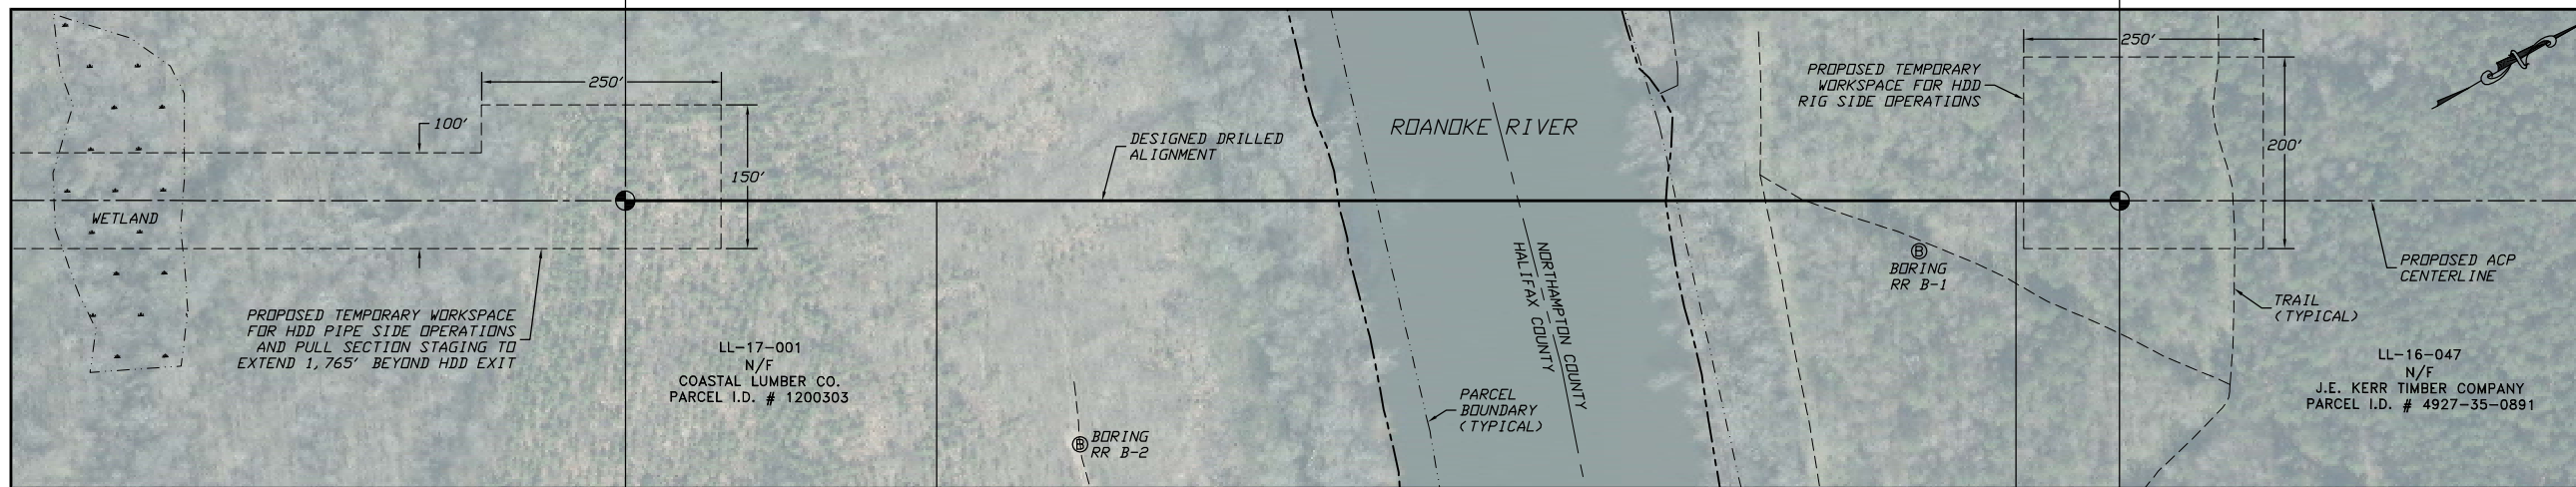 250'
100'
150'
WETLAND
PROPOSED TEMPORARY WORKSPACE
FOR HDD PIPE SIDE OPERATIONS
AND PULL SECTION STAGING TO
EXTEND 1,765' BEYOND HDD EXIT
LL-17-001
N/F
COASTAL LUMBER CO.
PARCEL I.D. # 1200303
DESIGNED DRILLED
ALIGNMENT
B
BORING
RR B-2
ROANOKE RIVER
NORTHAMPTON COUNTY
HALIFAX COUNTY
PARCEL
BOUNDARY
(TYPICAL)
PROPOSED TEMPORARY
WORKSPACE FOR HDD
RIG SIDE OPERATIONS
250'
200'
B
BORING
RR B-1
PROPOSED ACP
CENTERLINE
TRAIL
(TYPICAL)
LL-16-047
N/F
J.E. KERR TIMBER COMPANY
PARCEL I.D. # 4927-35-0891